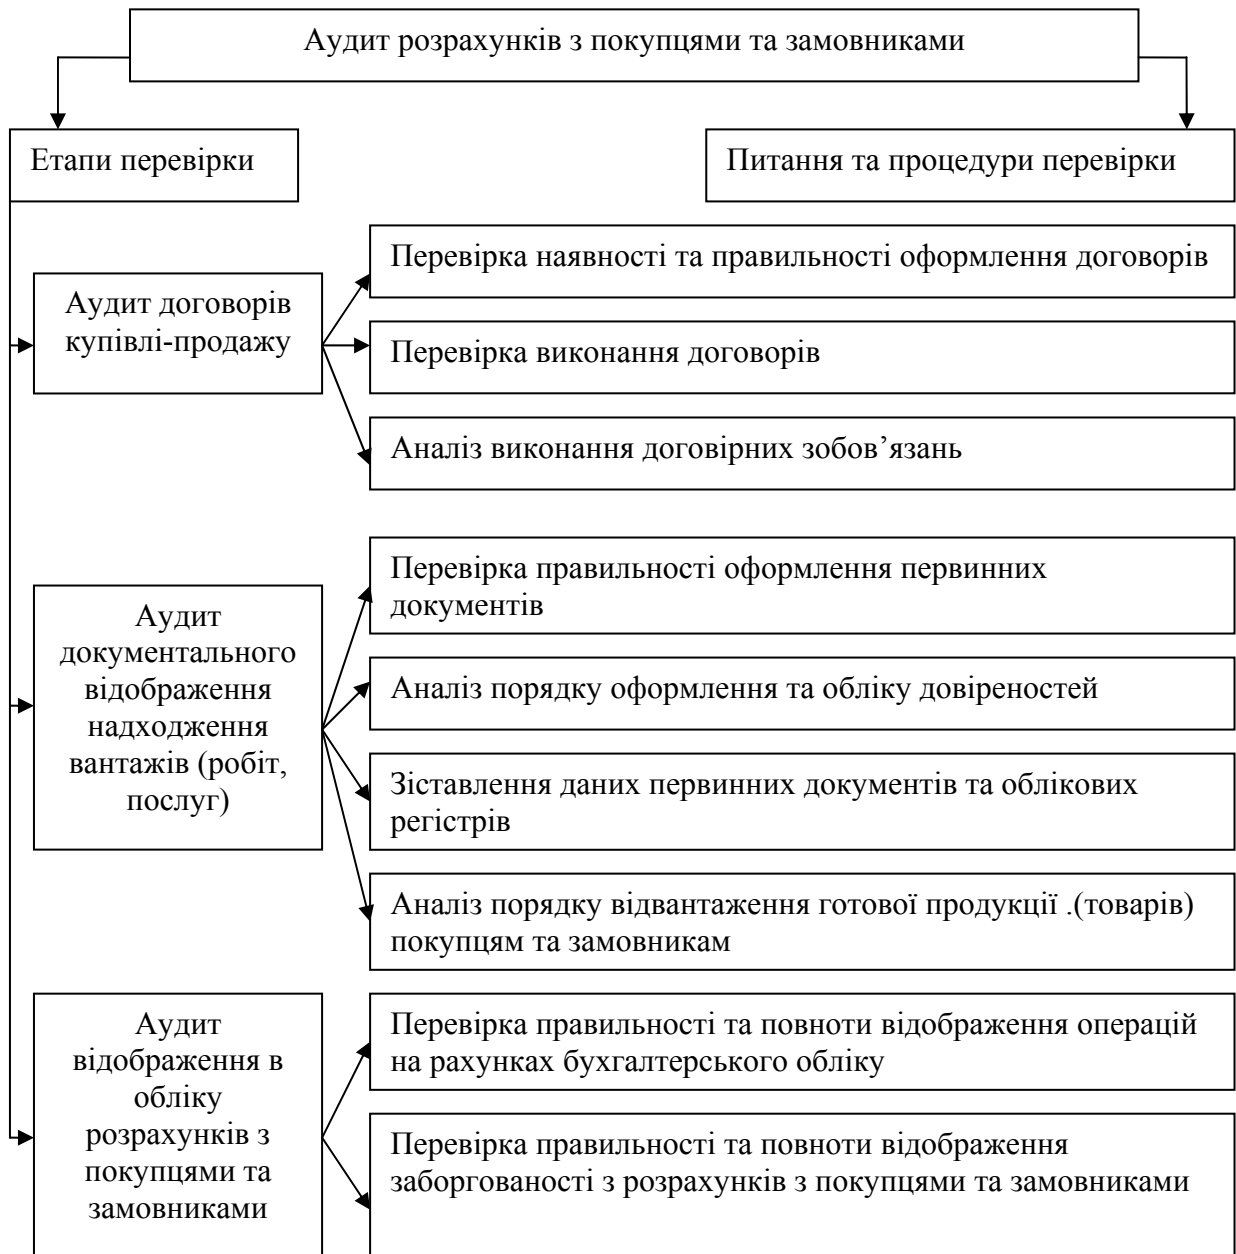 Аудит розрахунків з покупцями та замовниками
Етапи перевірки
Питання та процедури перевірки
Аудит договорів
купівлі-продажу
Перевірка наявності та правильності оформлення договорів
Перевірка виконання договорів
Аналіз виконання договірних зобов’язань
Аудит
документального
відображення
надходження
вантажів (робіт,
послуг)
Перевірка правильності оформлення первинних
документів
Аналіз порядку оформлення та обліку довіреностей
Зіставлення даних первинних документів та облікових
регістрів
Аналіз порядку відвантаження готової продукції .(товарів)
покупцям та замовникам
Аудит
відображення в
обліку
розрахунків з
покупцями та
замовниками
Перевірка правильності та повноти відображення операцій
на рахунках бухгалтерського обліку
Перевірка правильності та повноти відображення
заборгованості з розрахунків з покупцями та замовниками